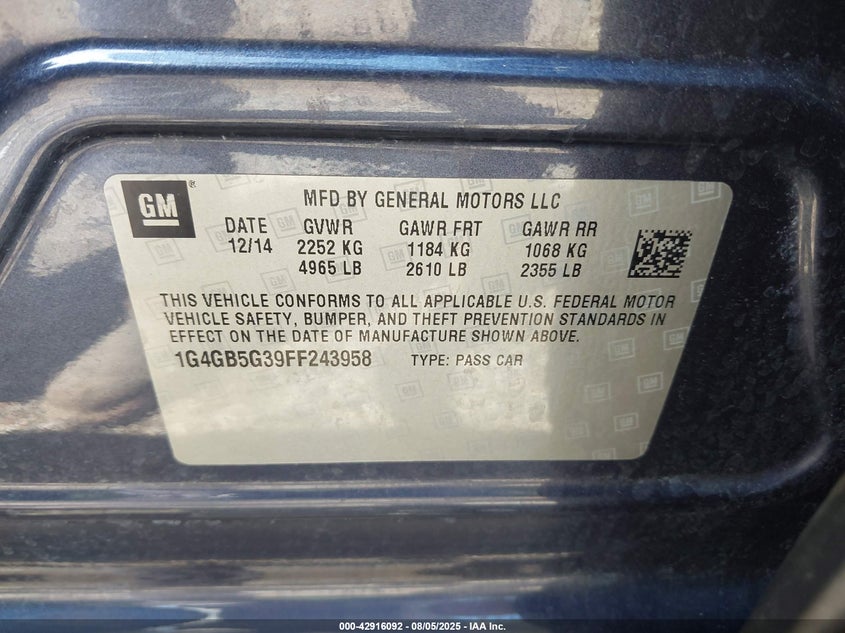 GM
MFD BY GENERAL MOTORS LLC
DATE GVWR GAWR FRT GAWR RR
12/14 2252 KG 1184 KG 1068 KG
4965 LB 2610 LB 2355 LB
THIS VEHICLE CONFORMS TO ALL APPLICABLE U.S. FEDERAL MOTOR
VEHICLE SAFETY, BUMPER, AND THEFT PREVENTION STANDARDS IN
EFFECT ON THE DATE OF MANUFACTURE SHOWN ABOVE.
1G4GB5G39FF243958 TYPE: PASS CAR
000-42916092 - 08/05/2025 - IAA Inc.